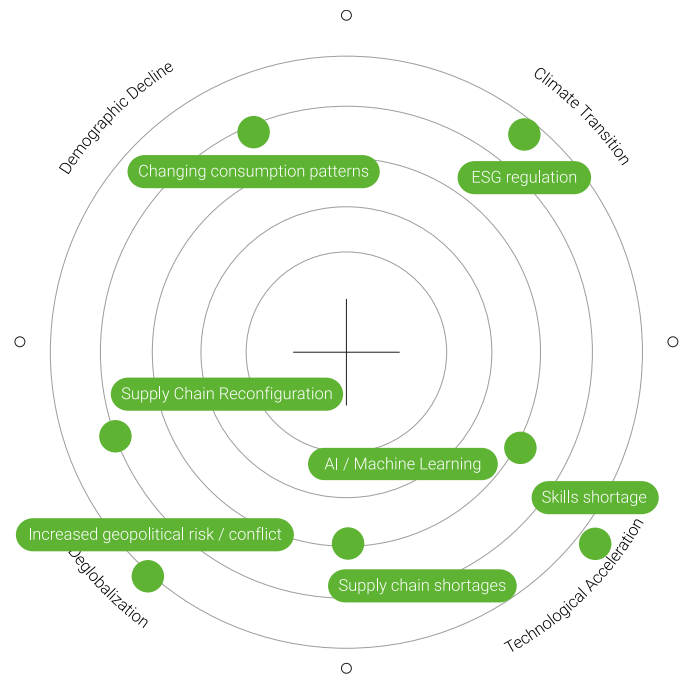 Demographic Decline
Climate Transition
Changing consumption patterns
ESG regulation
Supply Chain Reconfiguration
AI / Machine Learning
Skills shortage
Increased geopolitical risk / conflict
Supply chain shortages
Deglobalization
Technological Acceleration